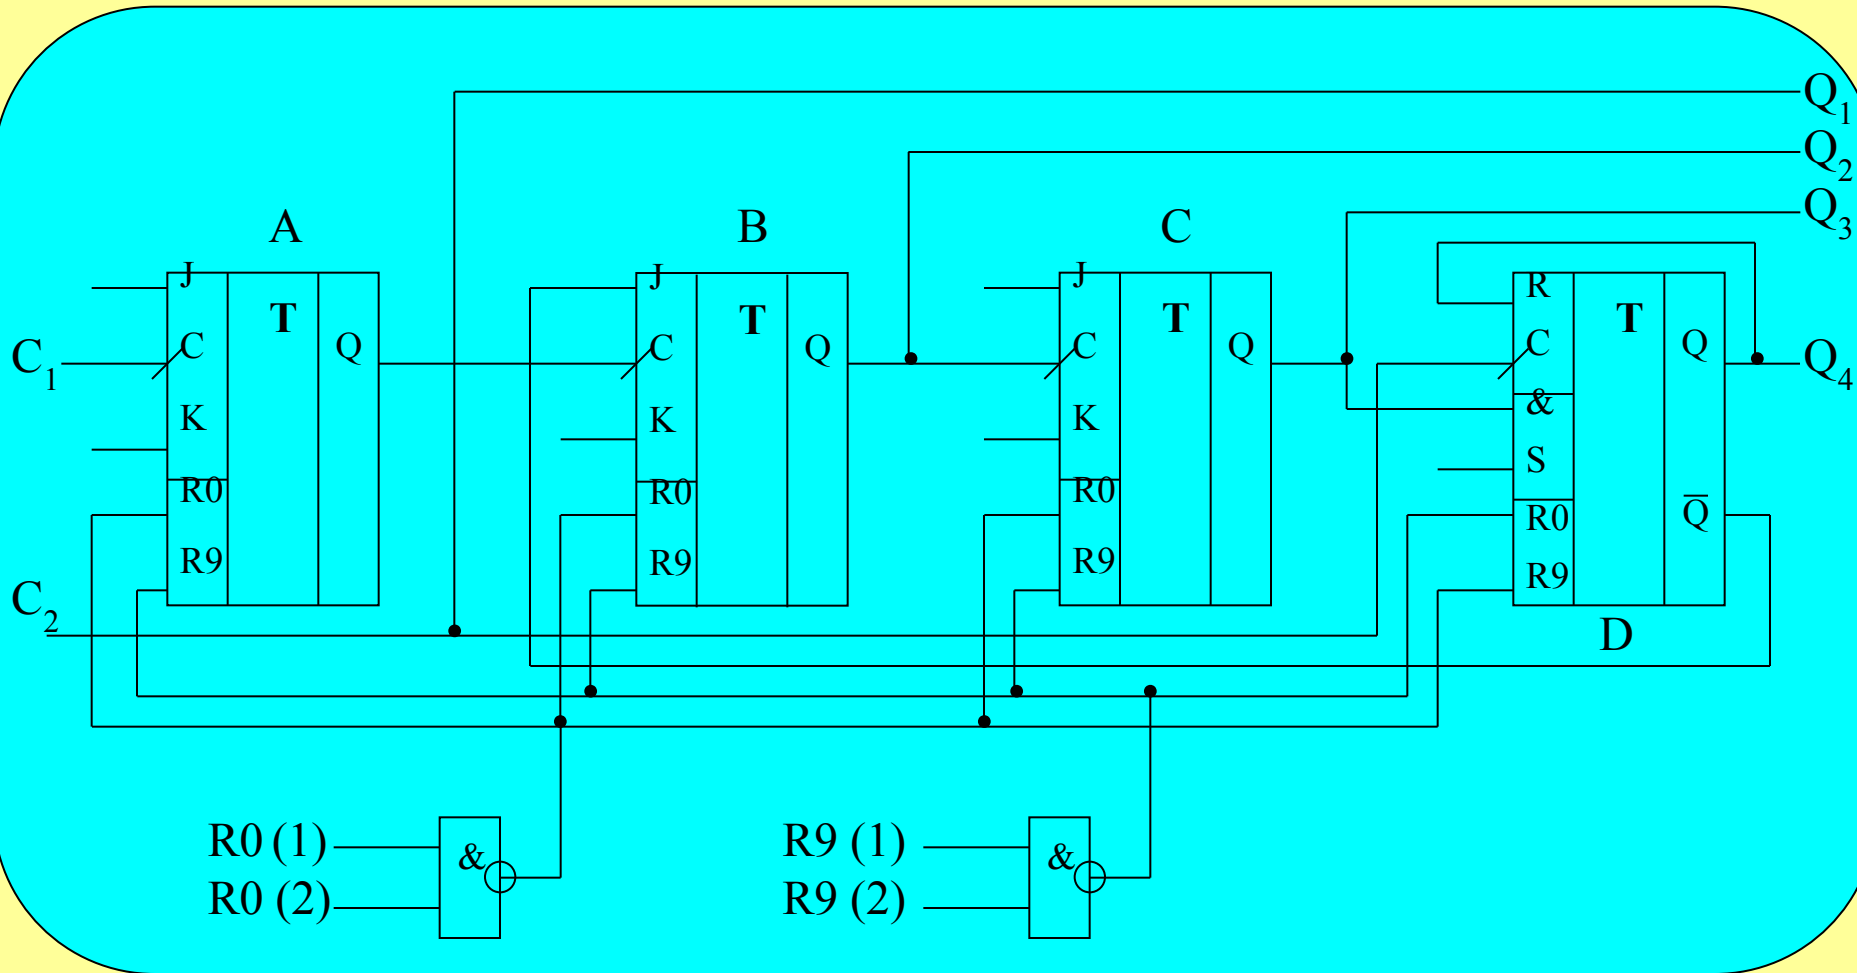 Q1
Q2
Q3
A B C
J T Q C K R0 R9
J T Q C K R0 R9
J T Q C K R0 R9
R T Q C & S Q̅ R0 R9
C1
Q4
C2
D
R0 (1)
R0 (2)
&
R9 (1)
R9 (2)
&